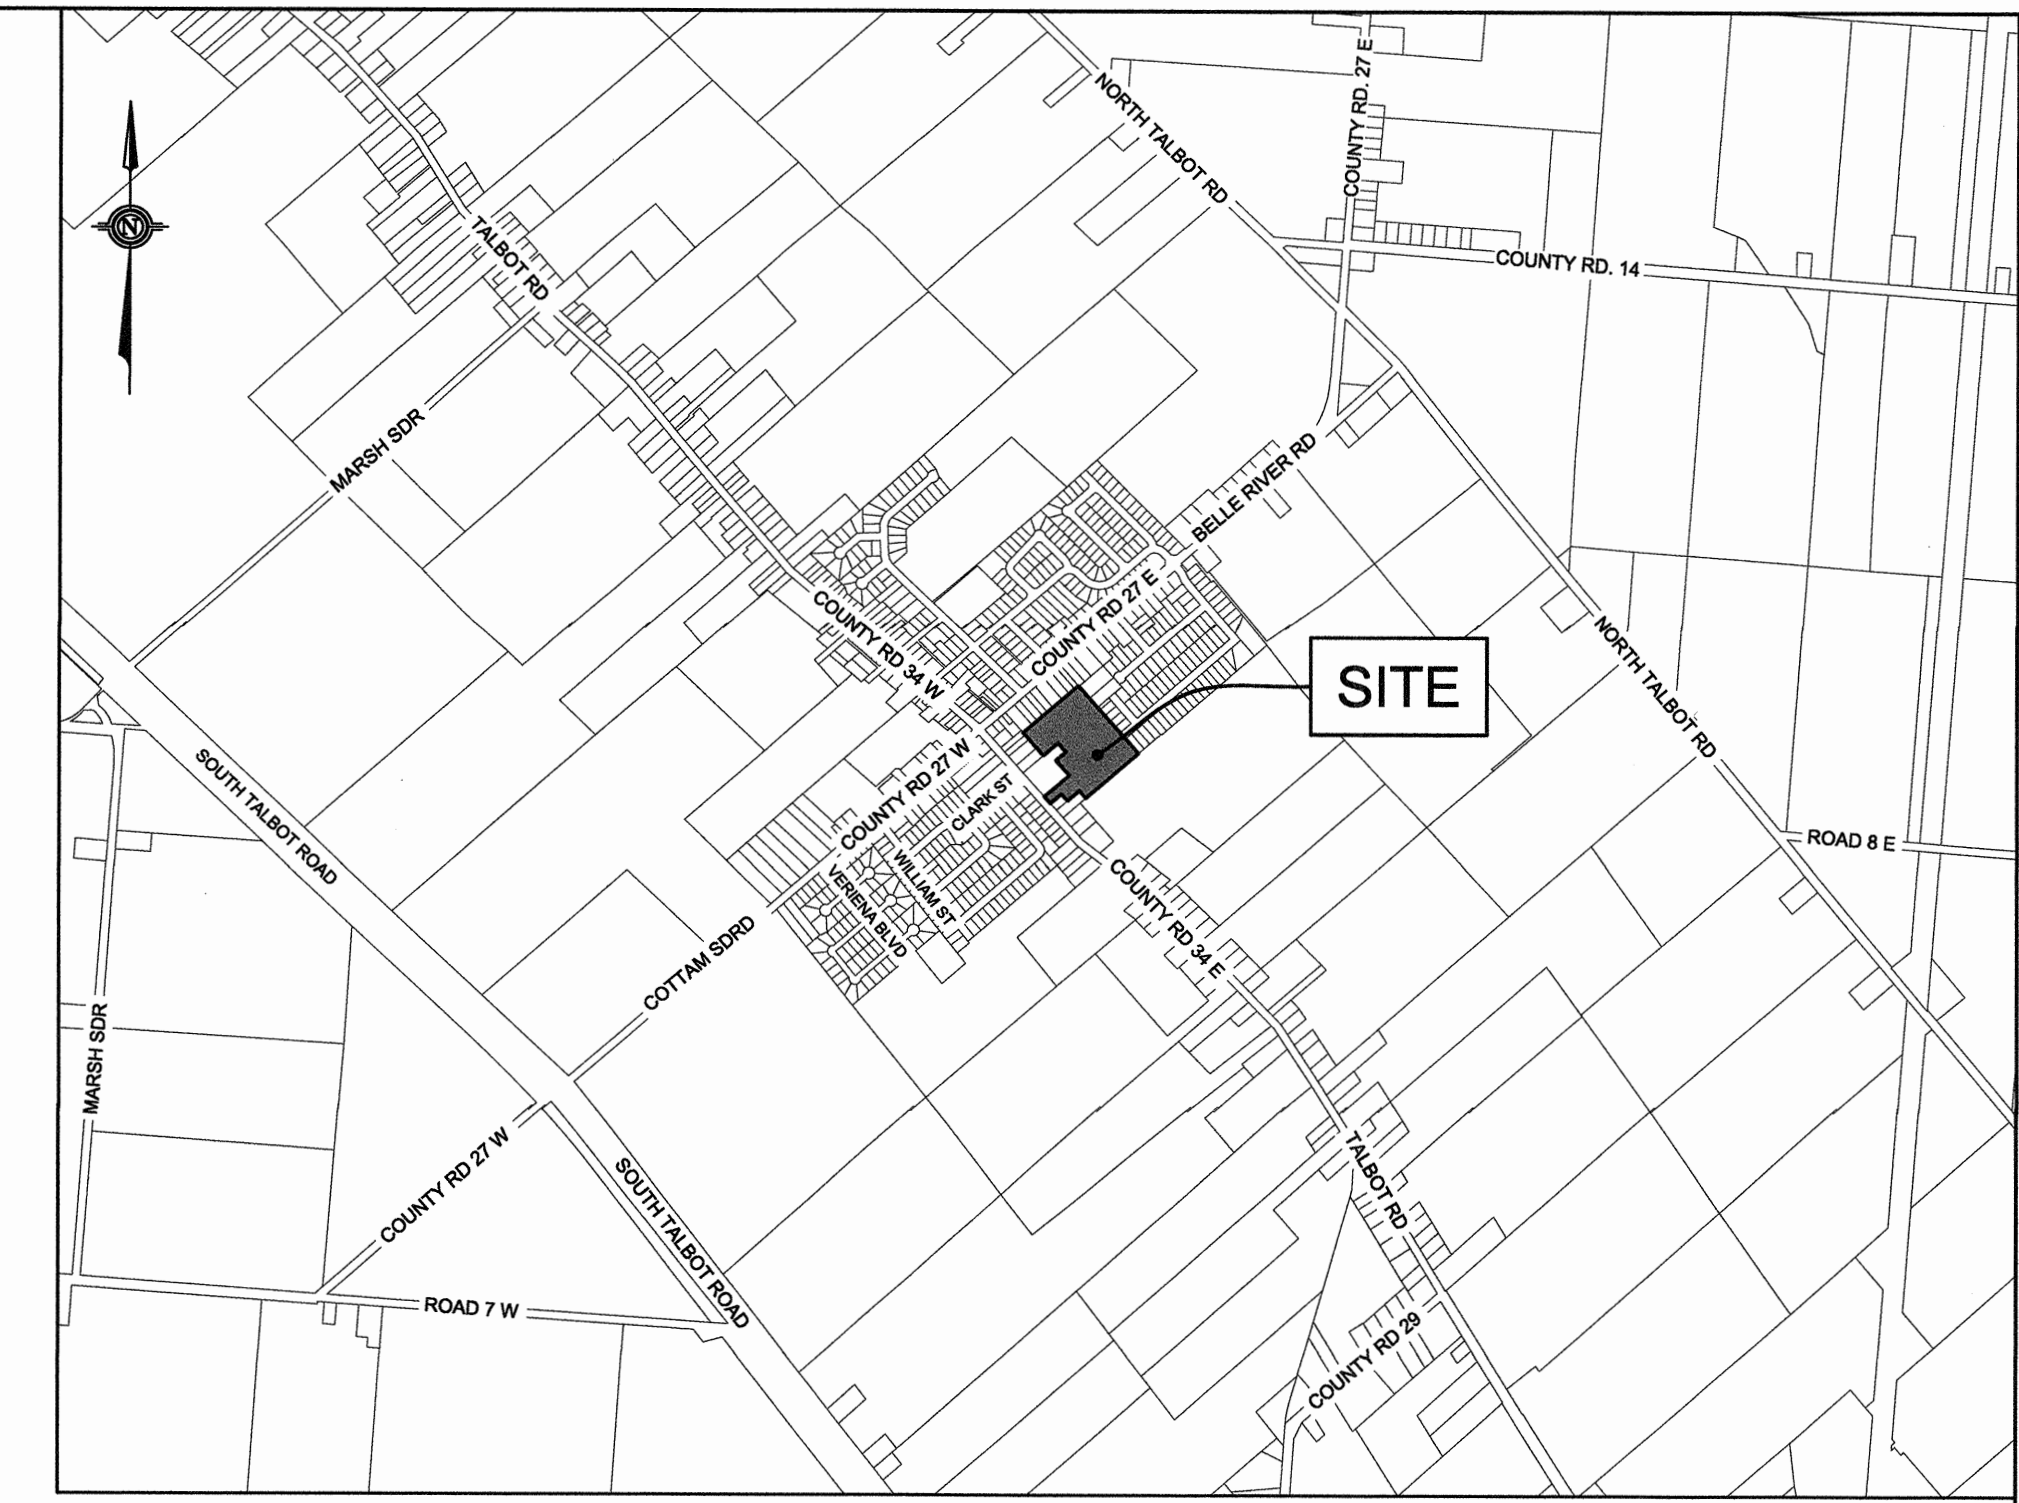 COUNTY RD. 27 E
NORTH TALBOT RD
N
TALBOT RD
COUNTY RD. 14
MARSH SDR
BELLE RIVER RD
COUNTY RD 34 W
COUNTY RD 27 E
SITE
NORTH TALBOT RD
SOUTH TALBOT ROAD
COUNTY RD 27 W
CLARK ST
WILLIAM ST
VERIENA BLVD
ROAD 8 E
COUNTY RD 34 E
COTTAM SDRD
MARSH SDR
COUNTY RD 27 W
SOUTH TALBOT ROAD
TALBOT RD
ROAD 7 W
COUNTY RD 29